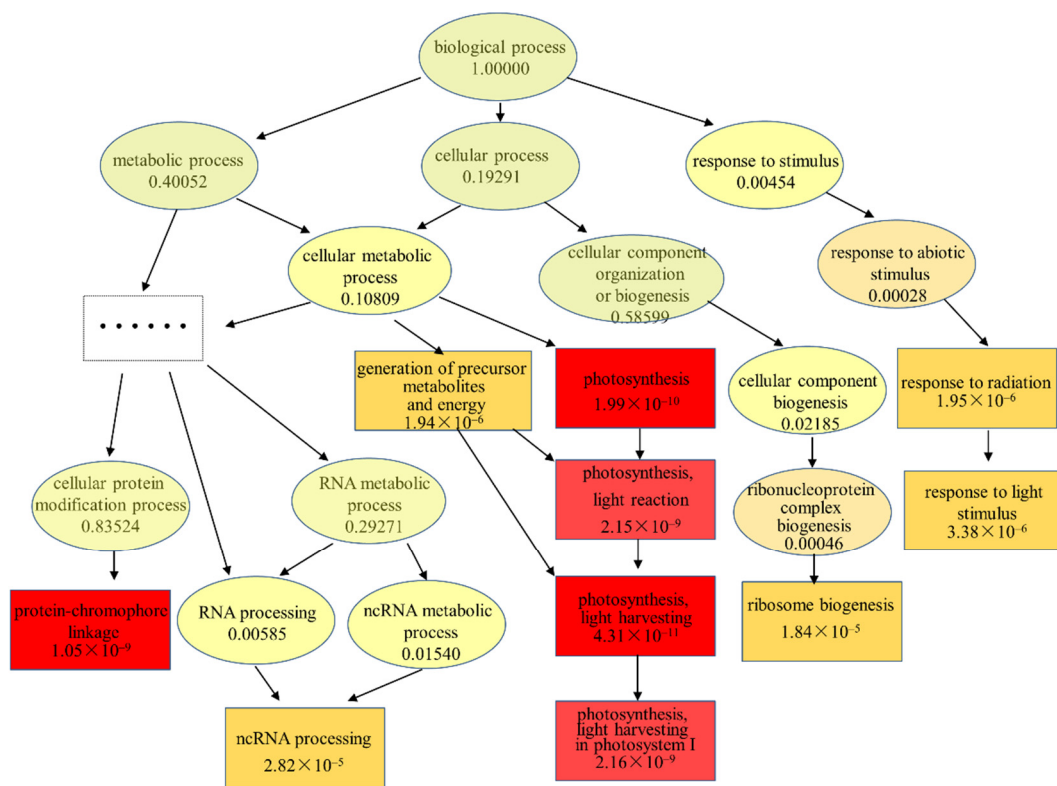 biological process
1.00000
metabolic process
0.40052
cellular process
0.19291
response to stimulus
0.00454
cellular metabolic
process
0.10809
cellular component
organization
or biogenesis
0.58599
response to abiotic
stimulus
0.00028
......
generation of precursor
metabolites
and energy
1.94×10⁻⁶
photosynthesis
1.99×10⁻¹⁰
cellular component
biogenesis
0.02185
response to radiation
1.95×10⁻⁶
cellular protein
modification process
0.83524
RNA metabolic
process
0.29271
photosynthesis,
light reaction
2.15×10⁻⁹
ribonucleoprotein
complex
biogenesis
0.00046
response to light
stimulus
3.38×10⁻⁶
protein-chromophore
linkage
1.05×10⁻⁹
RNA processing
0.00585
ncRNA metabolic
process
0.01540
photosynthesis,
light harvesting
4.31×10⁻¹¹
ribosome biogenesis
1.84×10⁻⁵
ncRNA processing
2.82×10⁻⁵
photosynthesis,
light harvesting
in photosystem I
2.16×10⁻⁹